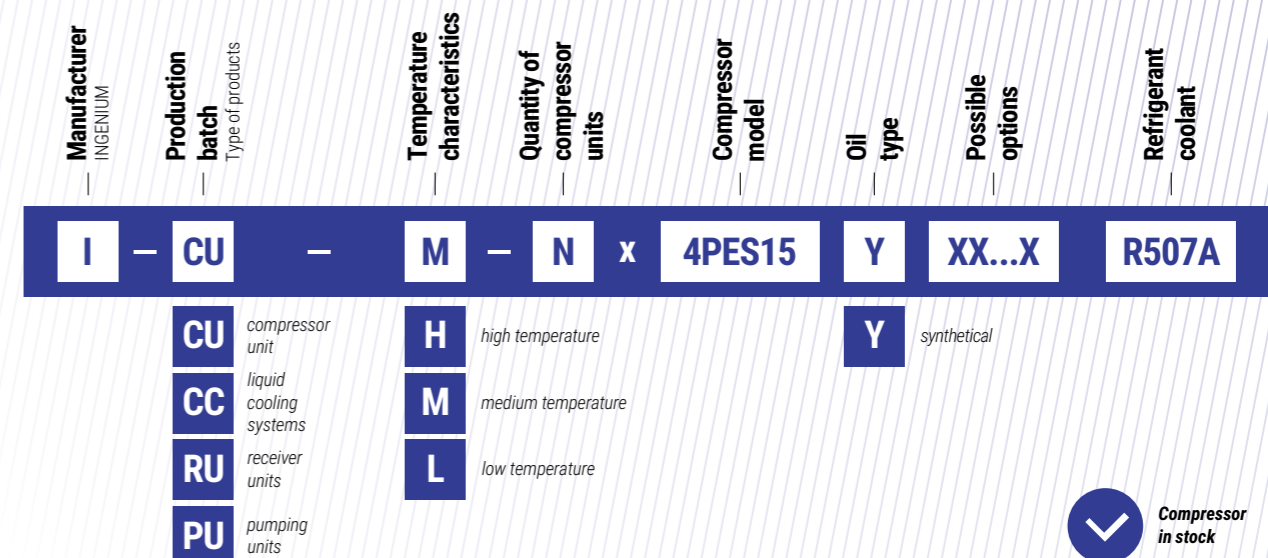 Manufacturer
INGENIUM
Production
batch
Type of products
Temperature
characteristics
Quantity of
compressor
units
Compressor
model
Oil
type
Possible
options
Refrigerant
coolant
I – CU – M – N x 4PES15 Y XX...X R507A
CU compressor
unit
CC liquid
cooling
systems
RU receiver
units
PU pumping
units
H high temperature
M medium temperature
L low temperature
Y synthetical
Compressor
in stock